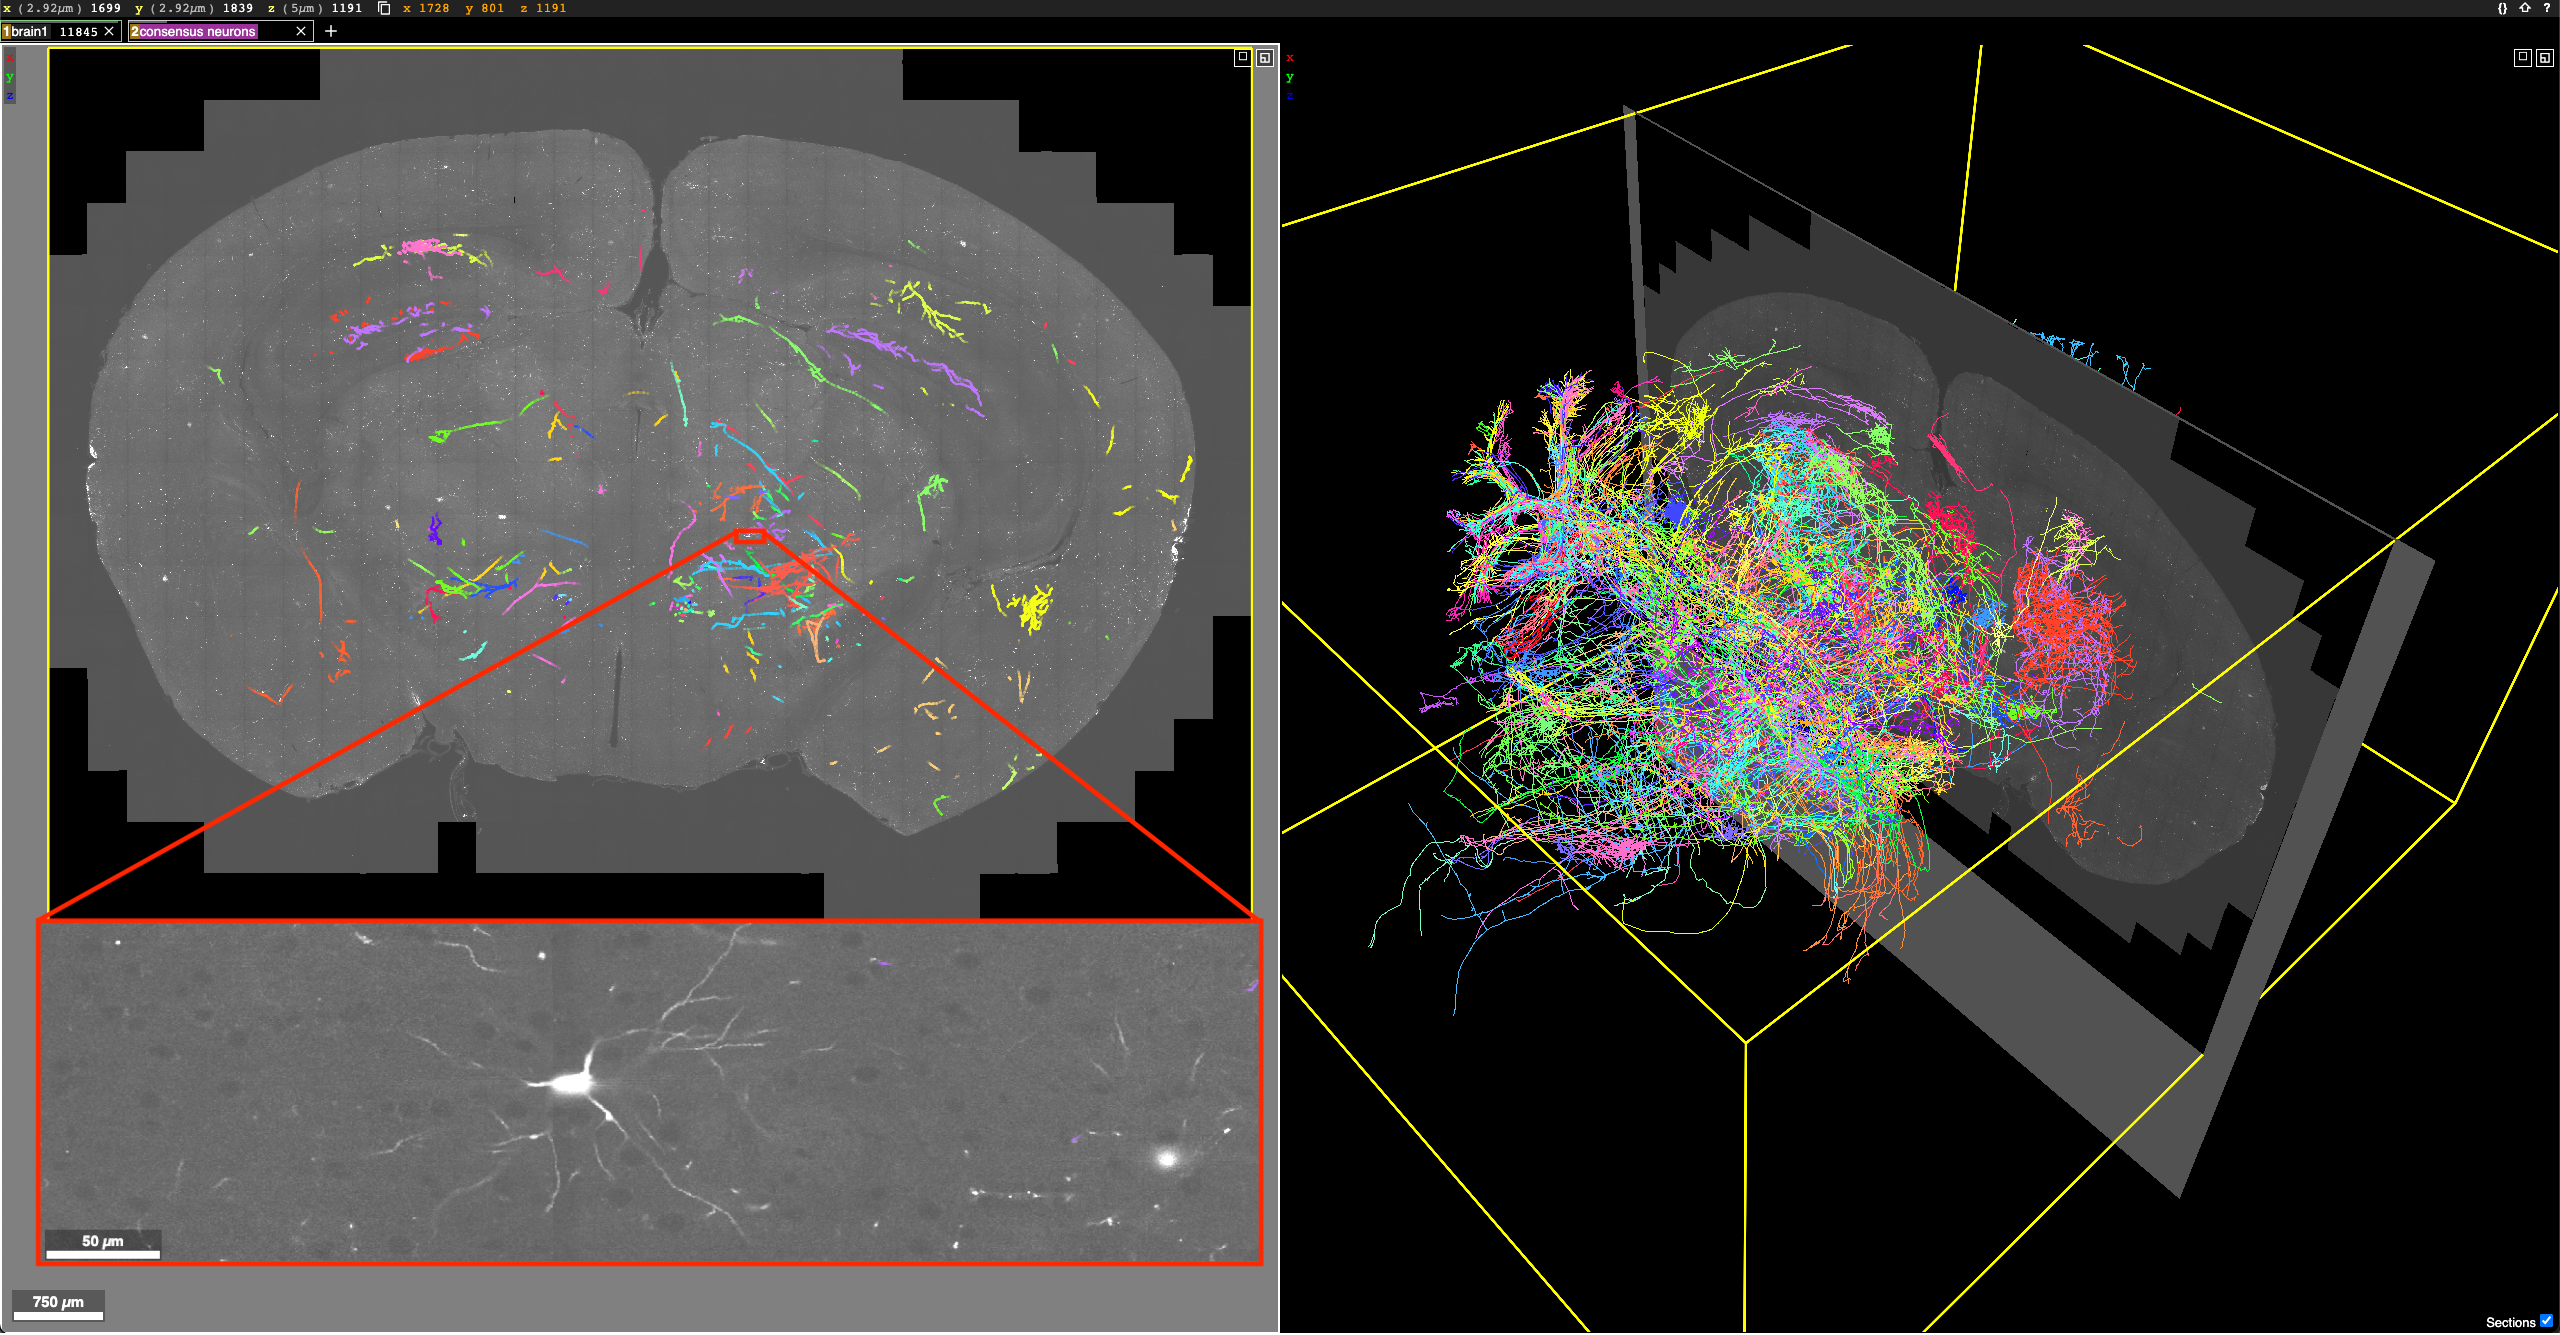 x (2.92µm) 1699 y (2.92µm) 1839 z (5µm) 1191 x 1728 y 801 z 1191 {} ?
1brain1 11845 × 2consensus neurons × +
x
y
z
x
y
z
50 µm
750 µm
Sections